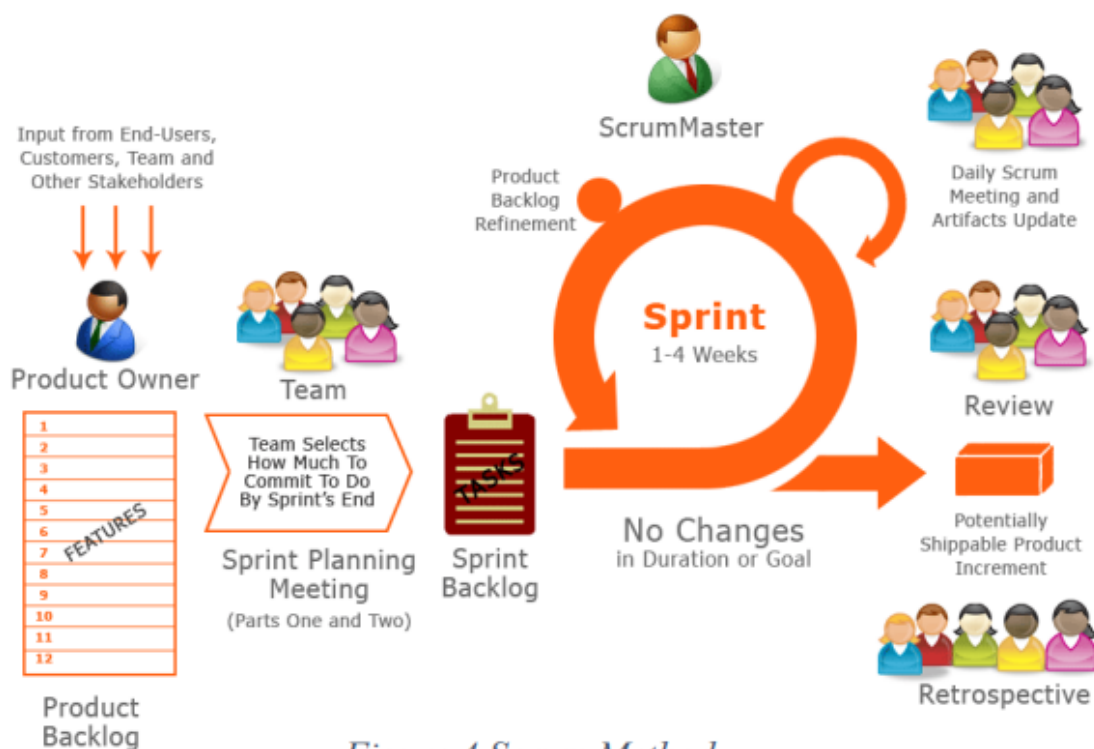 Input from End-Users,
Customers, Team and
Other Stakeholders
Product Owner
1
2
3
4
5
6
7
8
9
10
11
12
FEATURES
Product
Backlog
Team
Team Selects
How Much To
Commit To Do
By Sprint's End
Sprint Planning
Meeting
(Parts One and Two)
TASKS
Sprint
Backlog
ScrumMaster
Product
Backlog
Refinement
Sprint
1-4 Weeks
No Changes
in Duration or Goal
Daily Scrum
Meeting and
Artifacts Update
Review
Potentially
Shippable Product
Increment
Retrospective